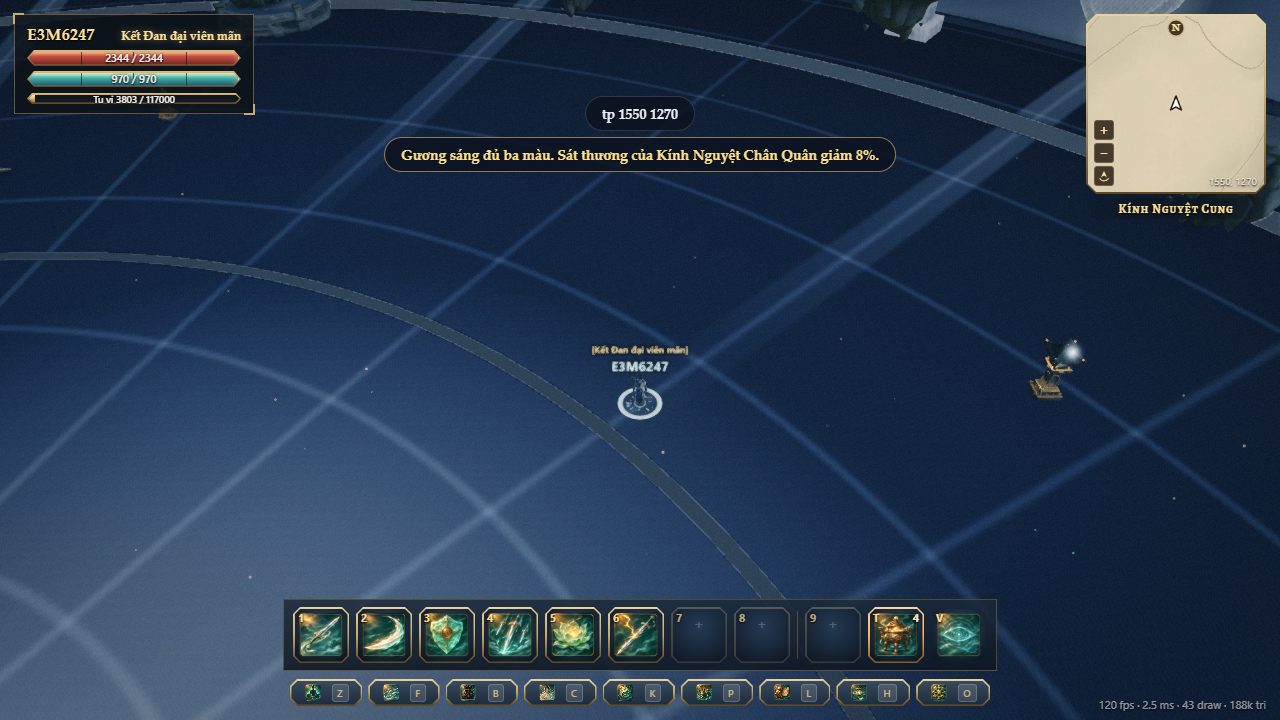 E3M6247 Kết Đan đại viên mãn
2344 / 2344
970 / 970
Tu vi 3803 / 117000
tp 1550 1270
Gương sáng đủ ba màu. Sát thương của Kính Nguyệt Chân Quân giảm 8%.
N
+
−
1550, 1270
Kính Nguyệt Cung
[Kết Đan đại viên mãn]
E3M6247
1 2 3 4 5 6 7 8 9 T 4 V
+ + +
Z F B C K P L H O
120 fps · 2.5 ms · 43 draw · 188k tri